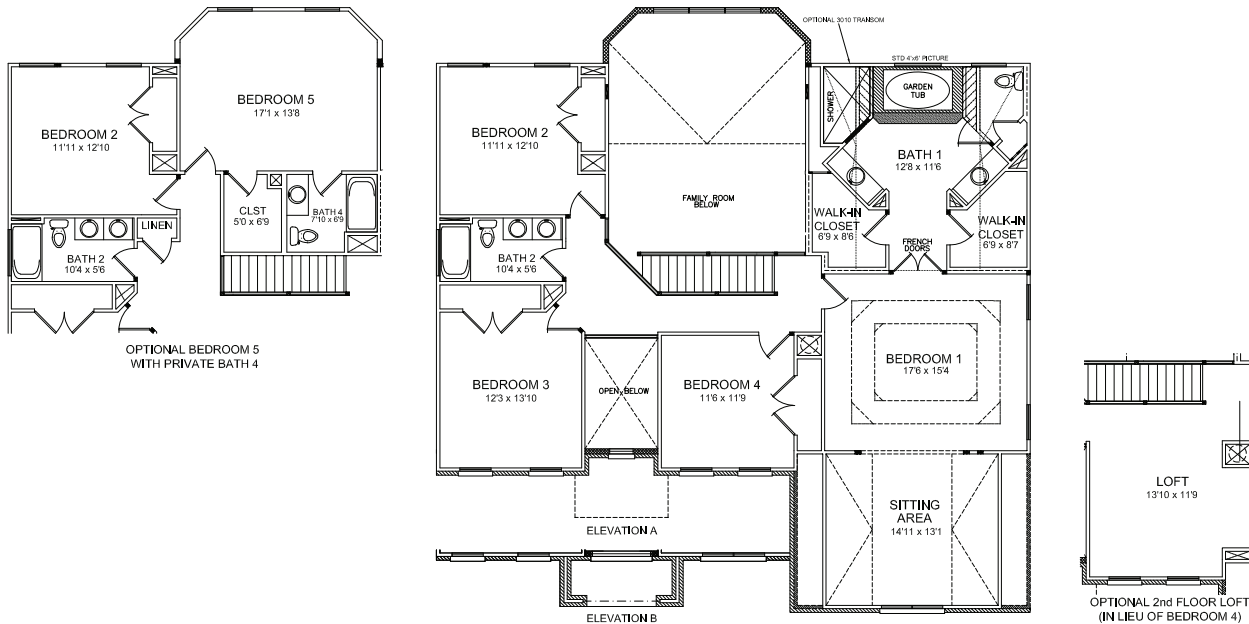 BEDROOM 2
11'11 x 12'10
BEDROOM 5
17'1 x 13'8
CLST
5'0 x 6'9
BATH 4
7'10 x 6'9
LINEN
BATH 2
10'4 x 5'6
OPTIONAL BEDROOM 5
WITH PRIVATE BATH 4
OPTIONAL 3010 TRANSOM
STD 4'x6' PICTURE
BEDROOM 2
11'11 x 12'10
SHOWER
GARDEN
TUB
BATH 1
12'8 x 11'6
FAMILY ROOM
BELOW
WALK-IN
CLOSET
6'9 x 8'6
WALK-IN
CLOSET
6'9 x 8'7
FRENCH
DOORS
BATH 2
10'4 x 5'6
BEDROOM 3
12'3 x 13'10
OPEN BELOW
BEDROOM 4
11'6 x 11'9
BEDROOM 1
17'6 x 15'4
SITTING
AREA
14'11 x 13'1
ELEVATION A
ELEVATION B
LOFT
13'10 x 11'9
OPTIONAL 2nd FLOOR LOFT
(IN LIEU OF BEDROOM 4)